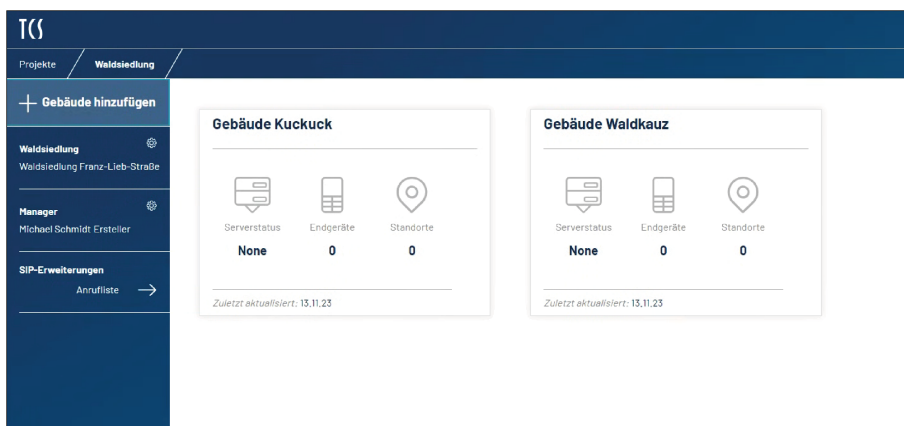 TCS
Projekte
Waldsiedlung
Gebäude hinzufügen
Waldsiedlung
Waldsiedlung Franz-Lieb-Straße
Manager
Michael Schmidt Ersteller
SIP-Erweiterungen
Anrufliste
Gebäude Kuckuck
Serverstatus Endgeräte Standorte
None 0 0
Zuletzt aktualisiert: 13.11.23
Gebäude Waldkauz
Serverstatus Endgeräte Standorte
None 0 0
Zuletzt aktualisiert: 13.11.23